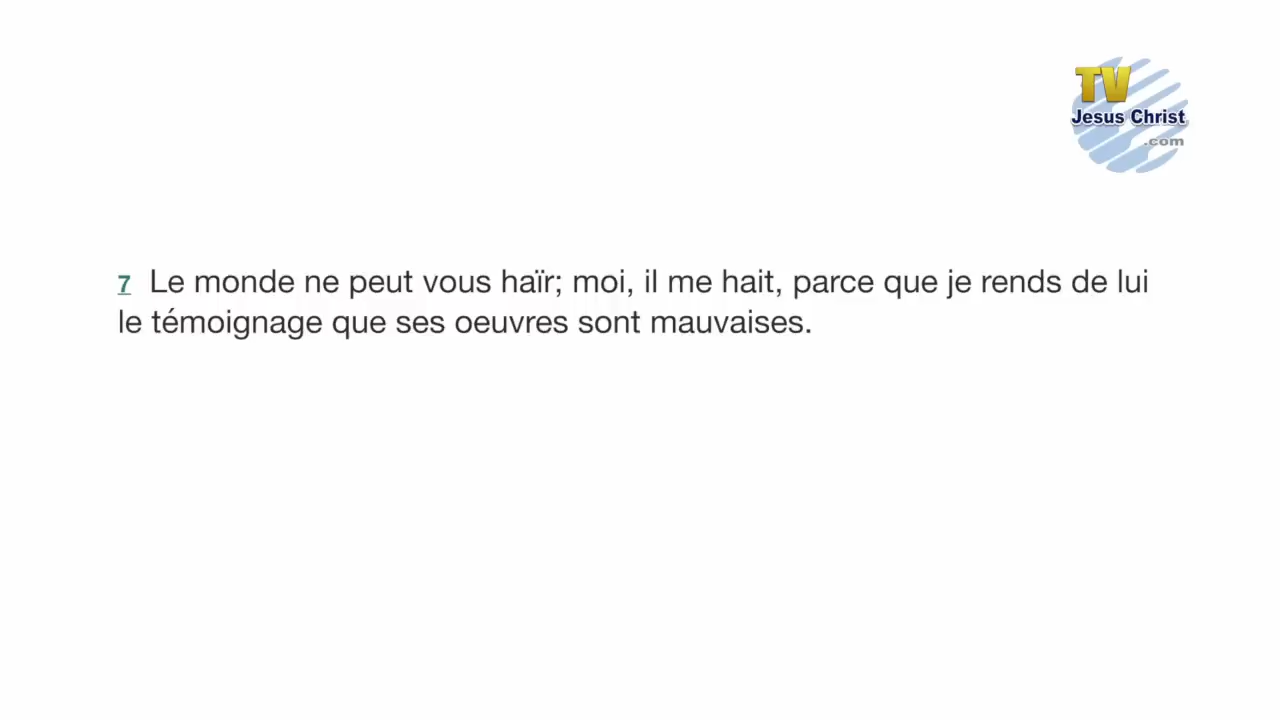 TV
Jesus Christ
.com
7 Le monde ne peut vous haïr; moi, il me hait, parce que je rends de lui
le témoignage que ses oeuvres sont mauvaises.